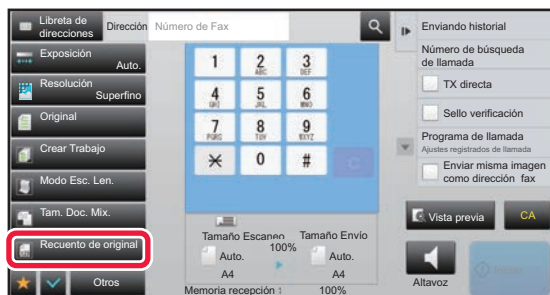 Libreta de
direcciones
Dirección
Número de Fax
Exposición
Auto.
Resolución
Superfino
Original
Crear Trabajo
Modo Esc. Len.
Tam. Doc. Mix.
Recuento de original
Otros
1
2
ABC
3
DEF
4
GHI
5
JKL
6
MNO
7
PQRS
8
TUV
9
WXYZ
0
#
C
Tamaño Escaneo
Tamaño Envío
100%
Auto.
Auto.
A4
A4
Memoria recepción :
100%
Enviando historial
Número de búsqueda
de llamada
TX directa
Sello verificación
Programa de llamada
Ajustes registrados de llamada
Enviar misma imagen
como dirección fax
Vista previa
CA
Altavoz